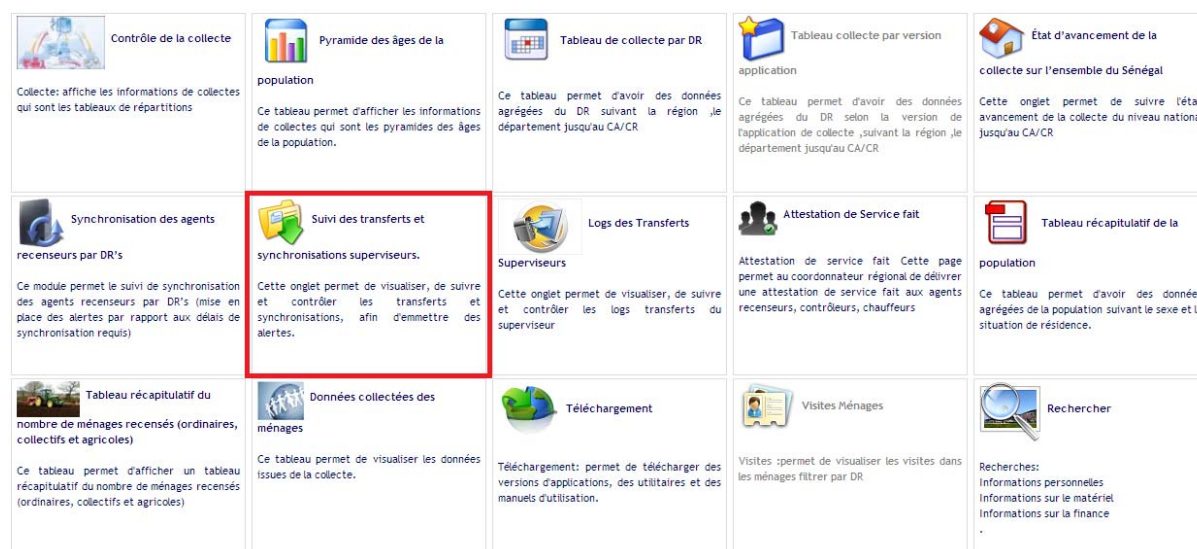 Contrôle de la collecte
Collecte: affiche les informations de collectes
qui sont les tableaux de répartitions
Pyramide des âges de la
population
Ce tableau permet d'afficher les informations
de collectes qui sont les pyramides des âges
de la population.
Tableau de collecte par DR
Ce tableau permet d'avoir des données
agrégées du DR suivant la région ,le
département jusqu'au CA/CR
Tableau collecte par version
application
Ce tableau permet d'avoir des données
agrégées du DR selon la version de
l'application de collecte ,suivant la région ,le
département jusqu'au CA/CR
État d'avancement de la
collecte sur l'ensemble du Sénégal
Cette onglet permet de suivre l'éta
avancement de la collecte du niveau nationa
jusqu'au CA/CR
Synchronisation des agents
recenseurs par DR's
Ce module permet le suivi de synchronisation
des agents recenseurs par DR's (mise en
place des alertes par rapport aux délais de
synchronisation requis)
Suivi des transferts et
synchronisations superviseurs.
Cette onglet permet de visualiser, de suivre
et contrôler les transferts et
synchronisations, afin d'emmettre des
alertes.
Logs des Transferts
Superviseurs
Cette onglet permet de visualiser, de suivre
et contrôler les logs transferts du
superviseur
Attestation de Service fait
Attestation de service fait Cette page
permet au coordonnateur régional de délivrer
une attestation de service fait aux agents
recenseurs, contrôleurs, chauffeurs
Tableau récapitulatif de la
population
Ce tableau permet d'avoir des donnée
agrégées de la population suivant le sexe et l
situation de résidence.
Tableau récapitulatif du
nombre de ménages recensés (ordinaires,
collectifs et agricoles)
Ce tableau permet d'afficher un tableau
récapitulatif du nombre de ménages recensés
(ordinaires, collectifs et agricoles)
Données collectées des
ménages
Ce tableau permet de visualiser les données
issues de la collecte.
Téléchargement
Téléchargement: permet de télécharger des
versions d'applications, des utilitaires et des
manuels d'utilisation.
Visites Ménages
Visites :permet de visualiser les visites dans
les ménages filtrer par DR
Rechercher
Recherches:
Informations personnelles
Informations sur le matériel
Informations sur la finance
.